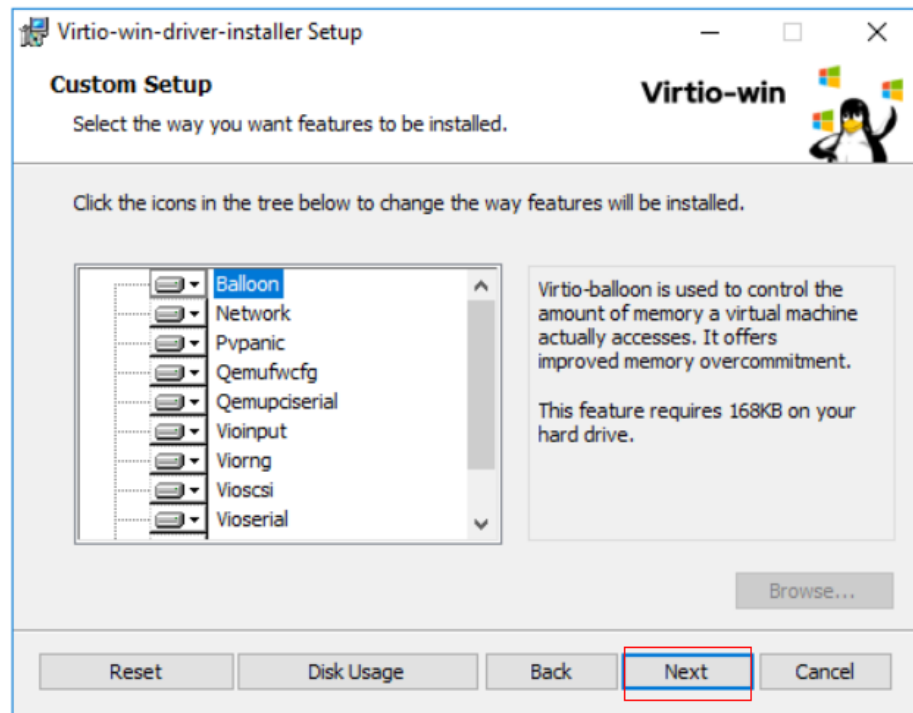 Virtio-win-driver-installer Setup
Custom Setup
Virtio-win
Select the way you want features to be installed.
Click the icons in the tree below to change the way features will be installed.
Balloon
Network
Pvpanic
Qemufwcfg
Qemupciserial
Vioinput
Viorng
Vioscsi
Vioserial
Virtio-balloon is used to control the
amount of memory a virtual machine
actually accesses. It offers
improved memory overcommitment.
This feature requires 168KB on your
hard drive.
Browse...
Reset
Disk Usage
Back
Next
Cancel